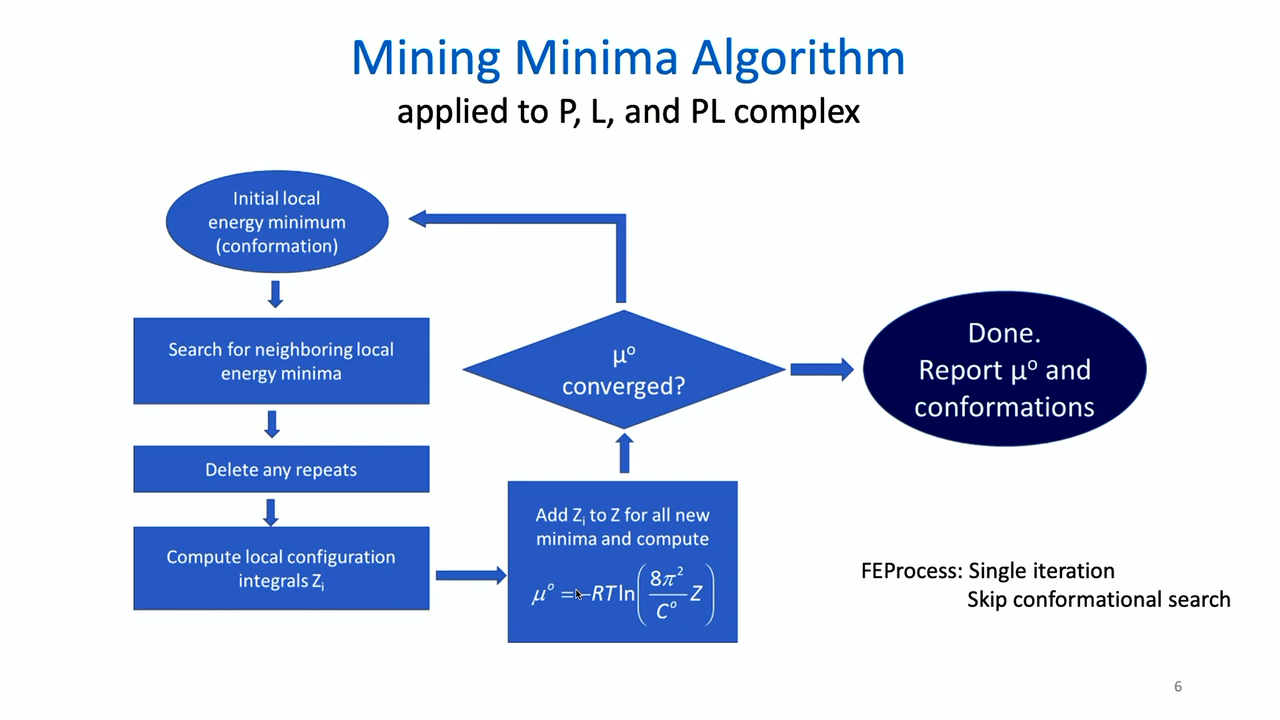 Mining Minima Algorithm
applied to P, L, and PL complex
Initial local
energy minimum
(conformation)
Search for neighboring local
energy minima
Delete any repeats
Compute local configuration
integrals Zᵢ
Add Zᵢ to Z for all new
minima and compute
μ° = −RT ln(8π²/C° Z)
μ°
converged?
Done.
Report μ° and
conformations
FEProcess: Single iteration
Skip conformational search
6